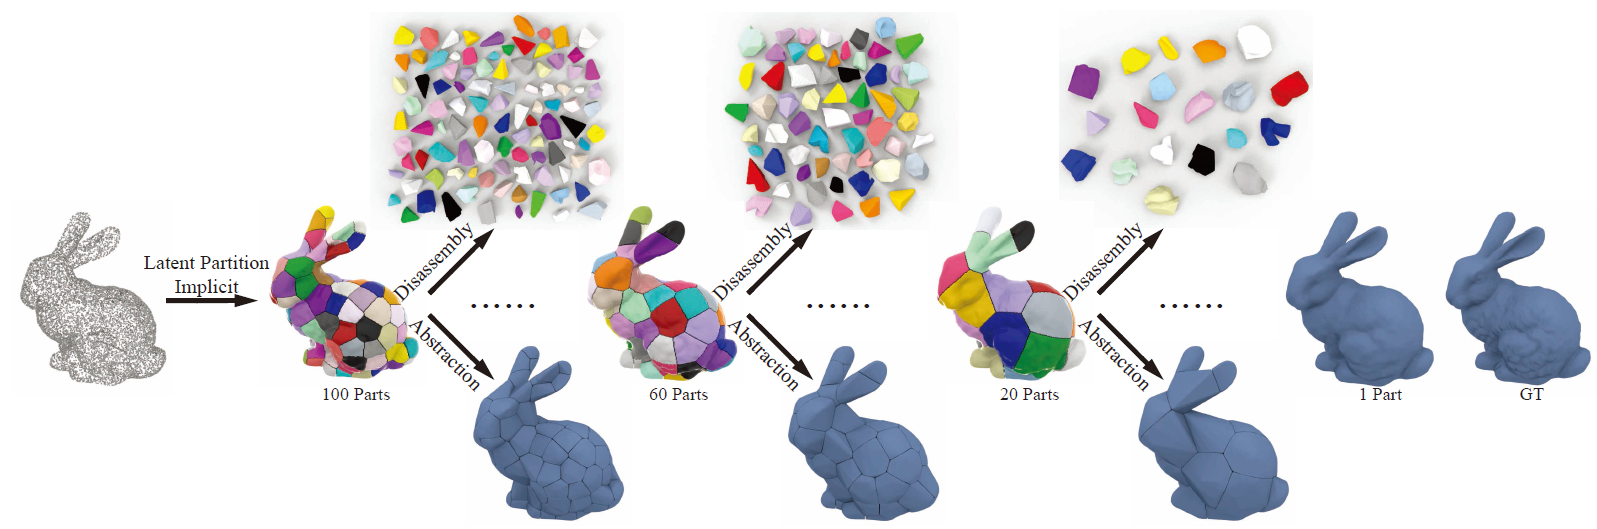 Latent Partition
Implicit
100 Parts
Disassembly
Abstraction
......
60 Parts
Disassembly
Abstraction
......
20 Parts
Disassembly
Abstraction
......
1 Part
GT